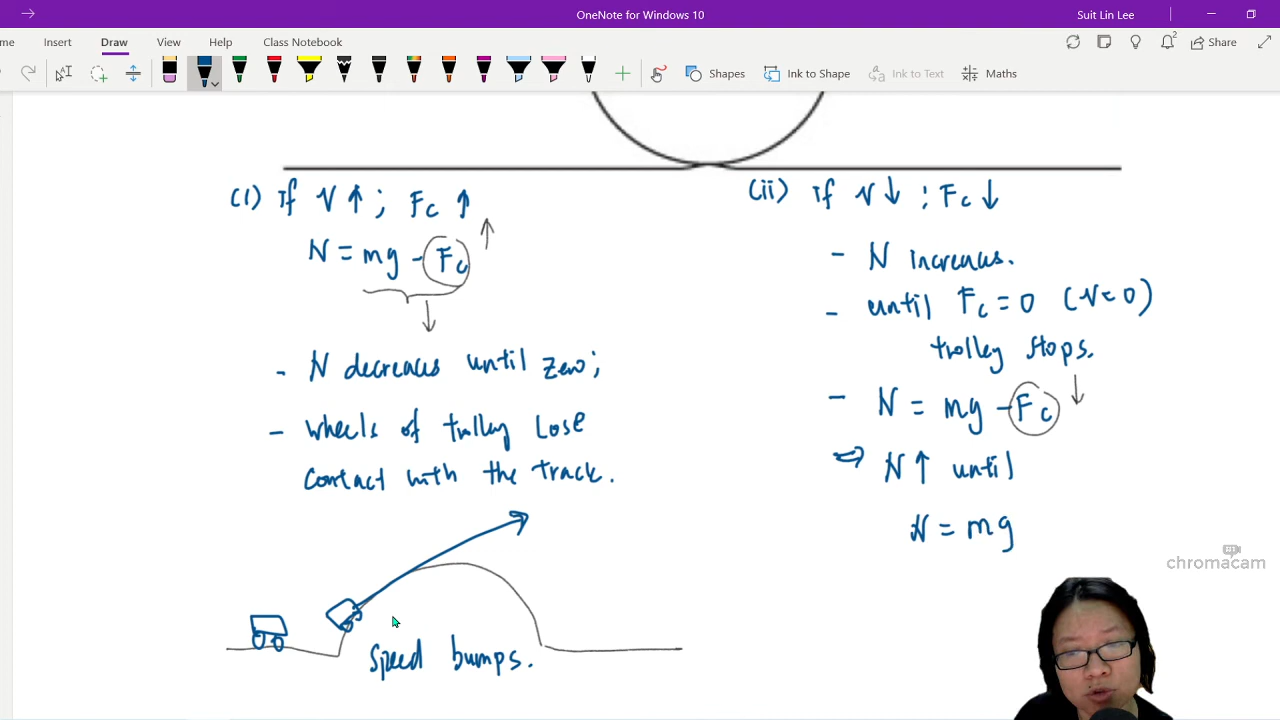 OneNote for Windows 10
Suit Lin Lee
me Insert Draw View Help Class Notebook
2 Share
Shapes Ink to Shape Ink to Text Maths
(i) If V↑; Fc ↑
N = mg - Fc
- N decreases until zero;
- wheels of trolley lose
contact with the track.
speed bumps.
(ii) If V↓ : Fc↓
- N increases.
- until Fc = 0 (V=0)
trolley stops.
- N = mg - Fc
⇒ N↑ until
N = mg
chromacam